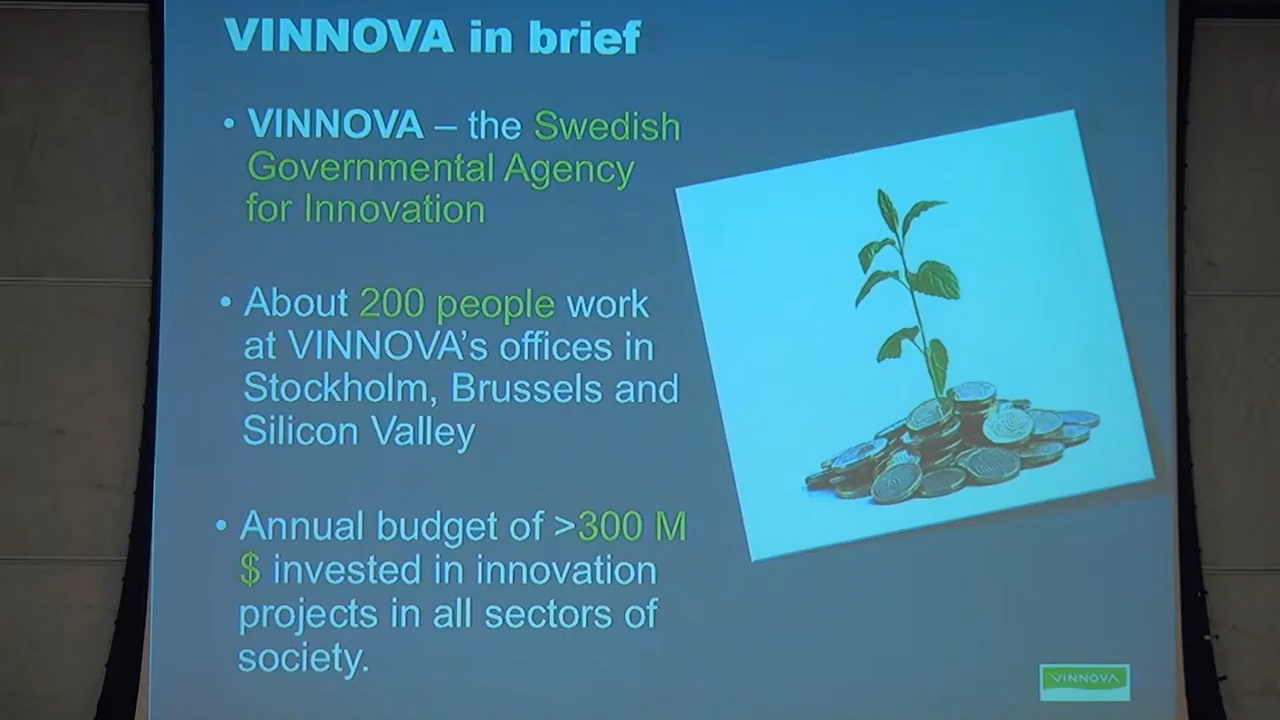 VINNOVA in brief
• VINNOVA – the Swedish
Governmental Agency
for Innovation
• About 200 people work
at VINNOVA's offices in
Stockholm, Brussels and
Silicon Valley
• Annual budget of >300 M
$ invested in innovation
projects in all sectors of
society.
VINNOVA